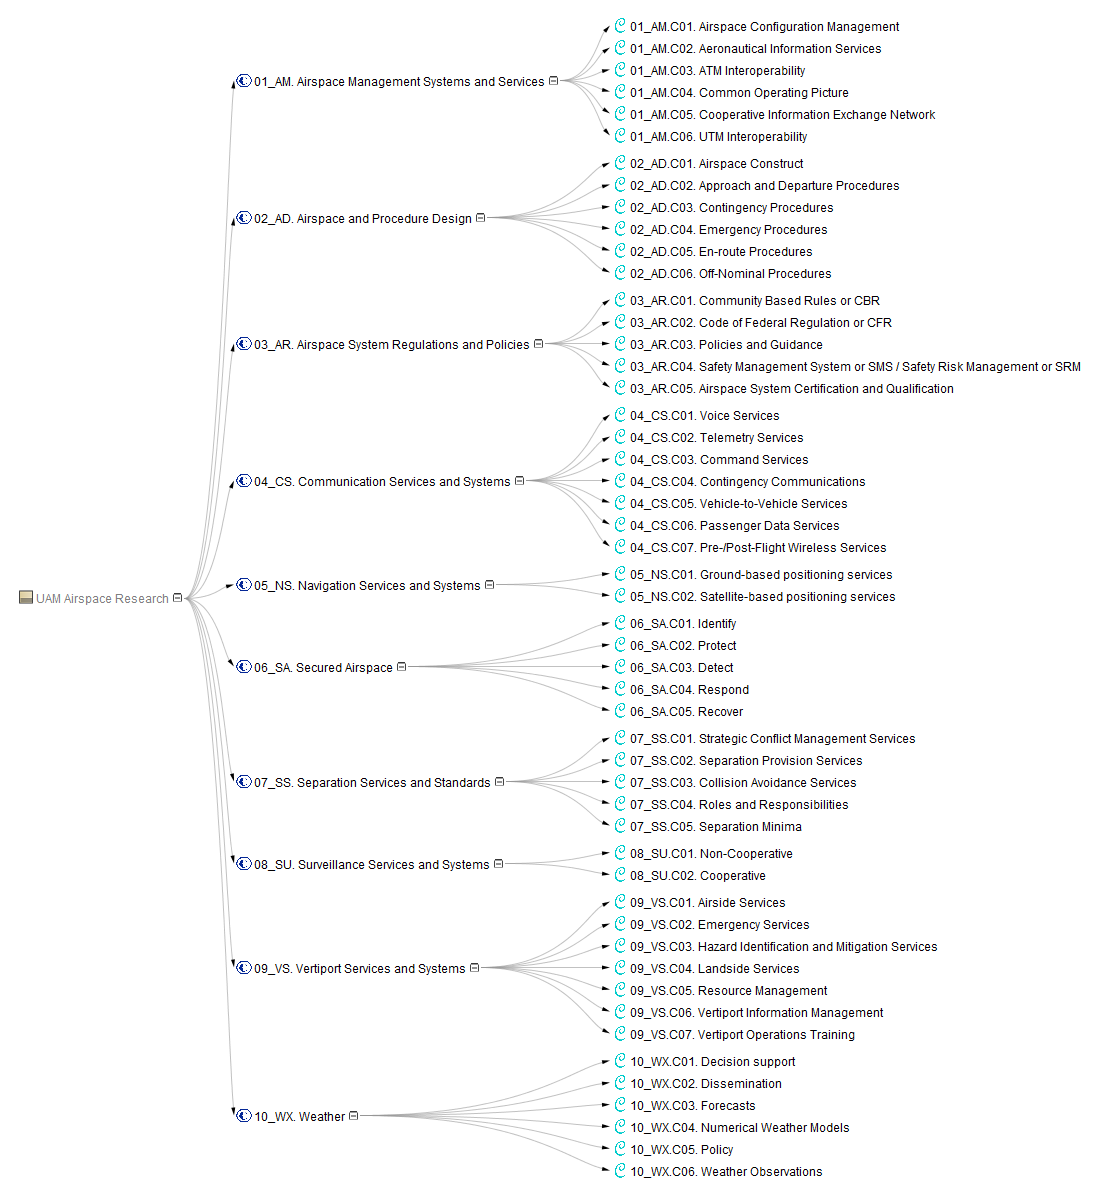 UAM Airspace Research
01_AM. Airspace Management Systems and Services
01_AM.C01. Airspace Configuration Management
01_AM.C02. Aeronautical Information Services
01_AM.C03. ATM Interoperability
01_AM.C04. Common Operating Picture
01_AM.C05. Cooperative Information Exchange Network
01_AM.C06. UTM Interoperability
02_AD. Airspace and Procedure Design
02_AD.C01. Airspace Construct
02_AD.C02. Approach and Departure Procedures
02_AD.C03. Contingency Procedures
02_AD.C04. Emergency Procedures
02_AD.C05. En-route Procedures
02_AD.C06. Off-Nominal Procedures
03_AR. Airspace System Regulations and Policies
03_AR.C01. Community Based Rules or CBR
03_AR.C02. Code of Federal Regulation or CFR
03_AR.C03. Policies and Guidance
03_AR.C04. Safety Management System or SMS / Safety Risk Management or SRM
03_AR.C05. Airspace System Certification and Qualification
04_CS. Communication Services and Systems
04_CS.C01. Voice Services
04_CS.C02. Telemetry Services
04_CS.C03. Command Services
04_CS.C04. Contingency Communications
04_CS.C05. Vehicle-to-Vehicle Services
04_CS.C06. Passenger Data Services
04_CS.C07. Pre-/Post-Flight Wireless Services
05_NS. Navigation Services and Systems
05_NS.C01. Ground-based positioning services
05_NS.C02. Satellite-based positioning services
06_SA. Secured Airspace
06_SA.C01. Identify
06_SA.C02. Protect
06_SA.C03. Detect
06_SA.C04. Respond
06_SA.C05. Recover
07_SS. Separation Services and Standards
07_SS.C01. Strategic Conflict Management Services
07_SS.C02. Separation Provision Services
07_SS.C03. Collision Avoidance Services
07_SS.C04. Roles and Responsibilities
07_SS.C05. Separation Minima
08_SU. Surveillance Services and Systems
08_SU.C01. Non-Cooperative
08_SU.C02. Cooperative
09_VS. Vertiport Services and Systems
09_VS.C01. Airside Services
09_VS.C02. Emergency Services
09_VS.C03. Hazard Identification and Mitigation Services
09_VS.C04. Landside Services
09_VS.C05. Resource Management
09_VS.C06. Vertiport Information Management
09_VS.C07. Vertiport Operations Training
10_WX. Weather
10_WX.C01. Decision support
10_WX.C02. Dissemination
10_WX.C03. Forecasts
10_WX.C04. Numerical Weather Models
10_WX.C05. Policy
10_WX.C06. Weather Observations